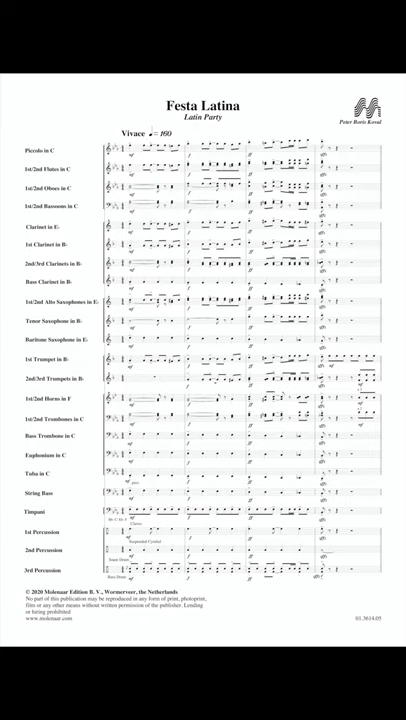 Festa Latina
Latin Party
Peter Boris Koval
Vivace ♩= 160
Piccolo in C
1st/2nd Flutes in C
1st/2nd Oboes in C
1st/2nd Bassoons in C
Clarinet in E♭
1st Clarinet in B♭
2nd/3rd Clarinets in B♭
Bass Clarinet in B♭
1st/2nd Alto Saxophones in E♭
Tenor Saxophone in B♭
Baritone Saxophone in E♭
1st Trumpet in B♭
2nd/3rd Trumpets in B♭
1st/2nd Horns in F
1st/2nd Trombones in C
Bass Trombone in C
Euphonium in C
Tuba in C
String Bass
Timpani
Claves
1st Percussion
Suspended Cymbal
2nd Percussion
Snare Drum
3rd Percussion
Bass Drum
© 2020 Molenaar Edition B. V., Wormerveer, the Netherlands
No part of this publication may be reproduced in any form of print, photoprint,
film or any other means without written permission of the publisher. Lending
or hiring prohibited
www.molenaar.com
01.3614.05